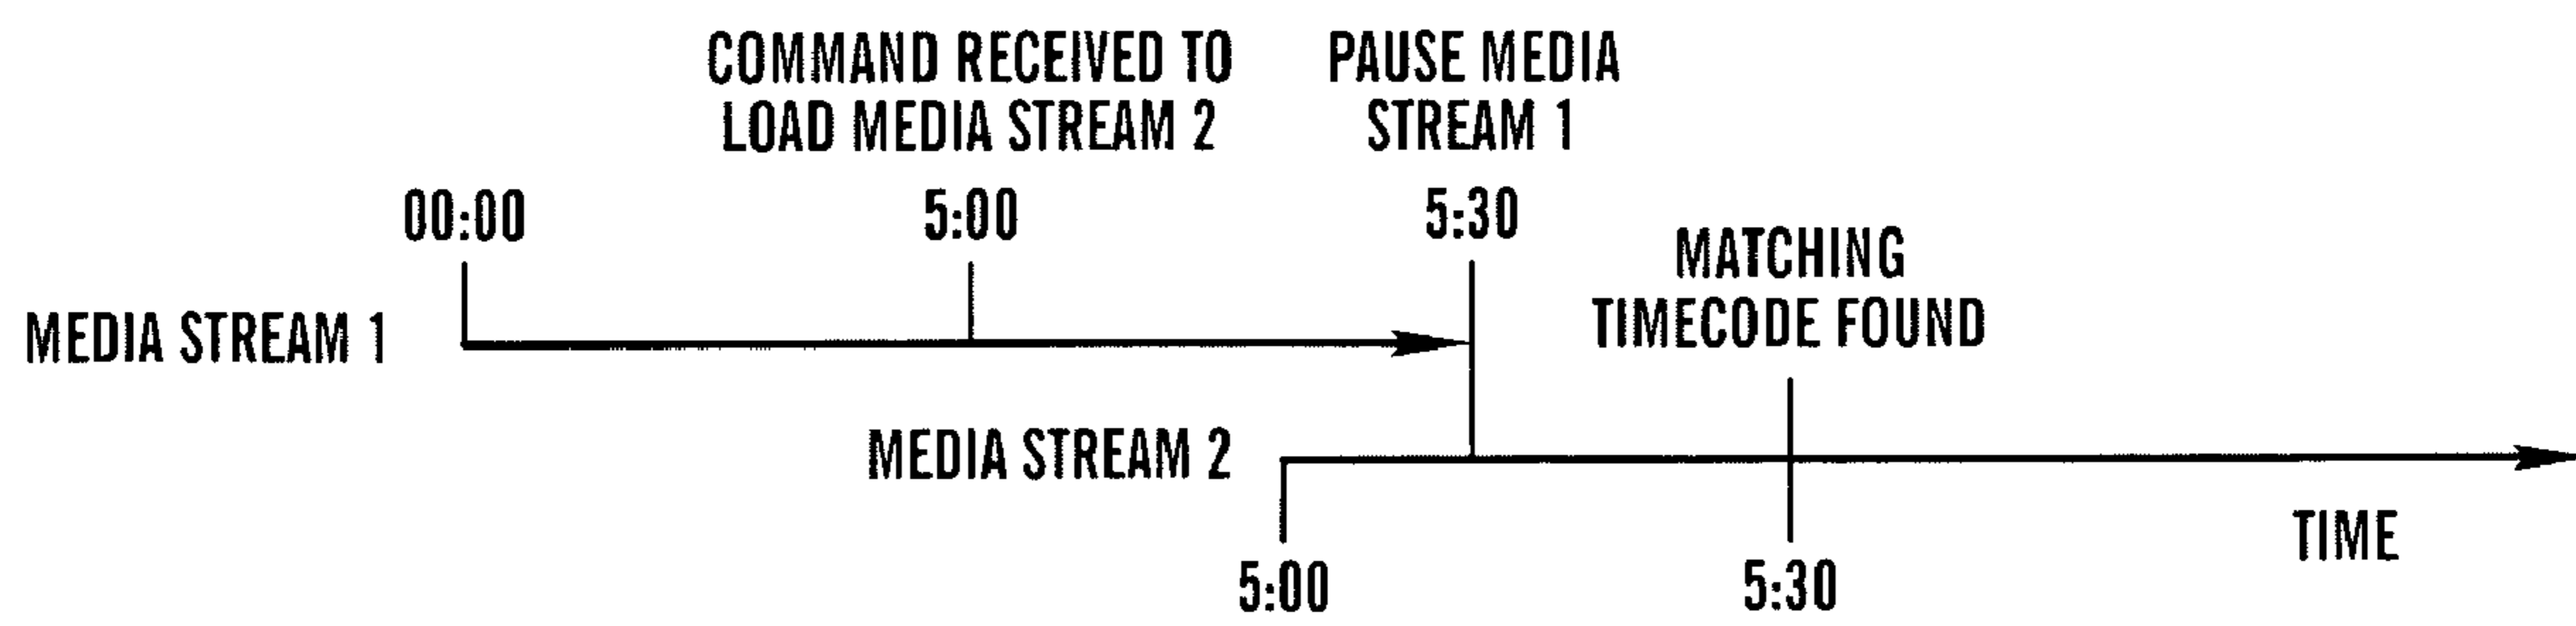 COMMAND RECEIVED TO
LOAD MEDIA STREAM 2
PAUSE MEDIA
STREAM 1
00:00
5:00
5:30
MATCHING
TIMECODE FOUND
MEDIA STREAM 1
MEDIA STREAM 2
TIME
5:00
5:30